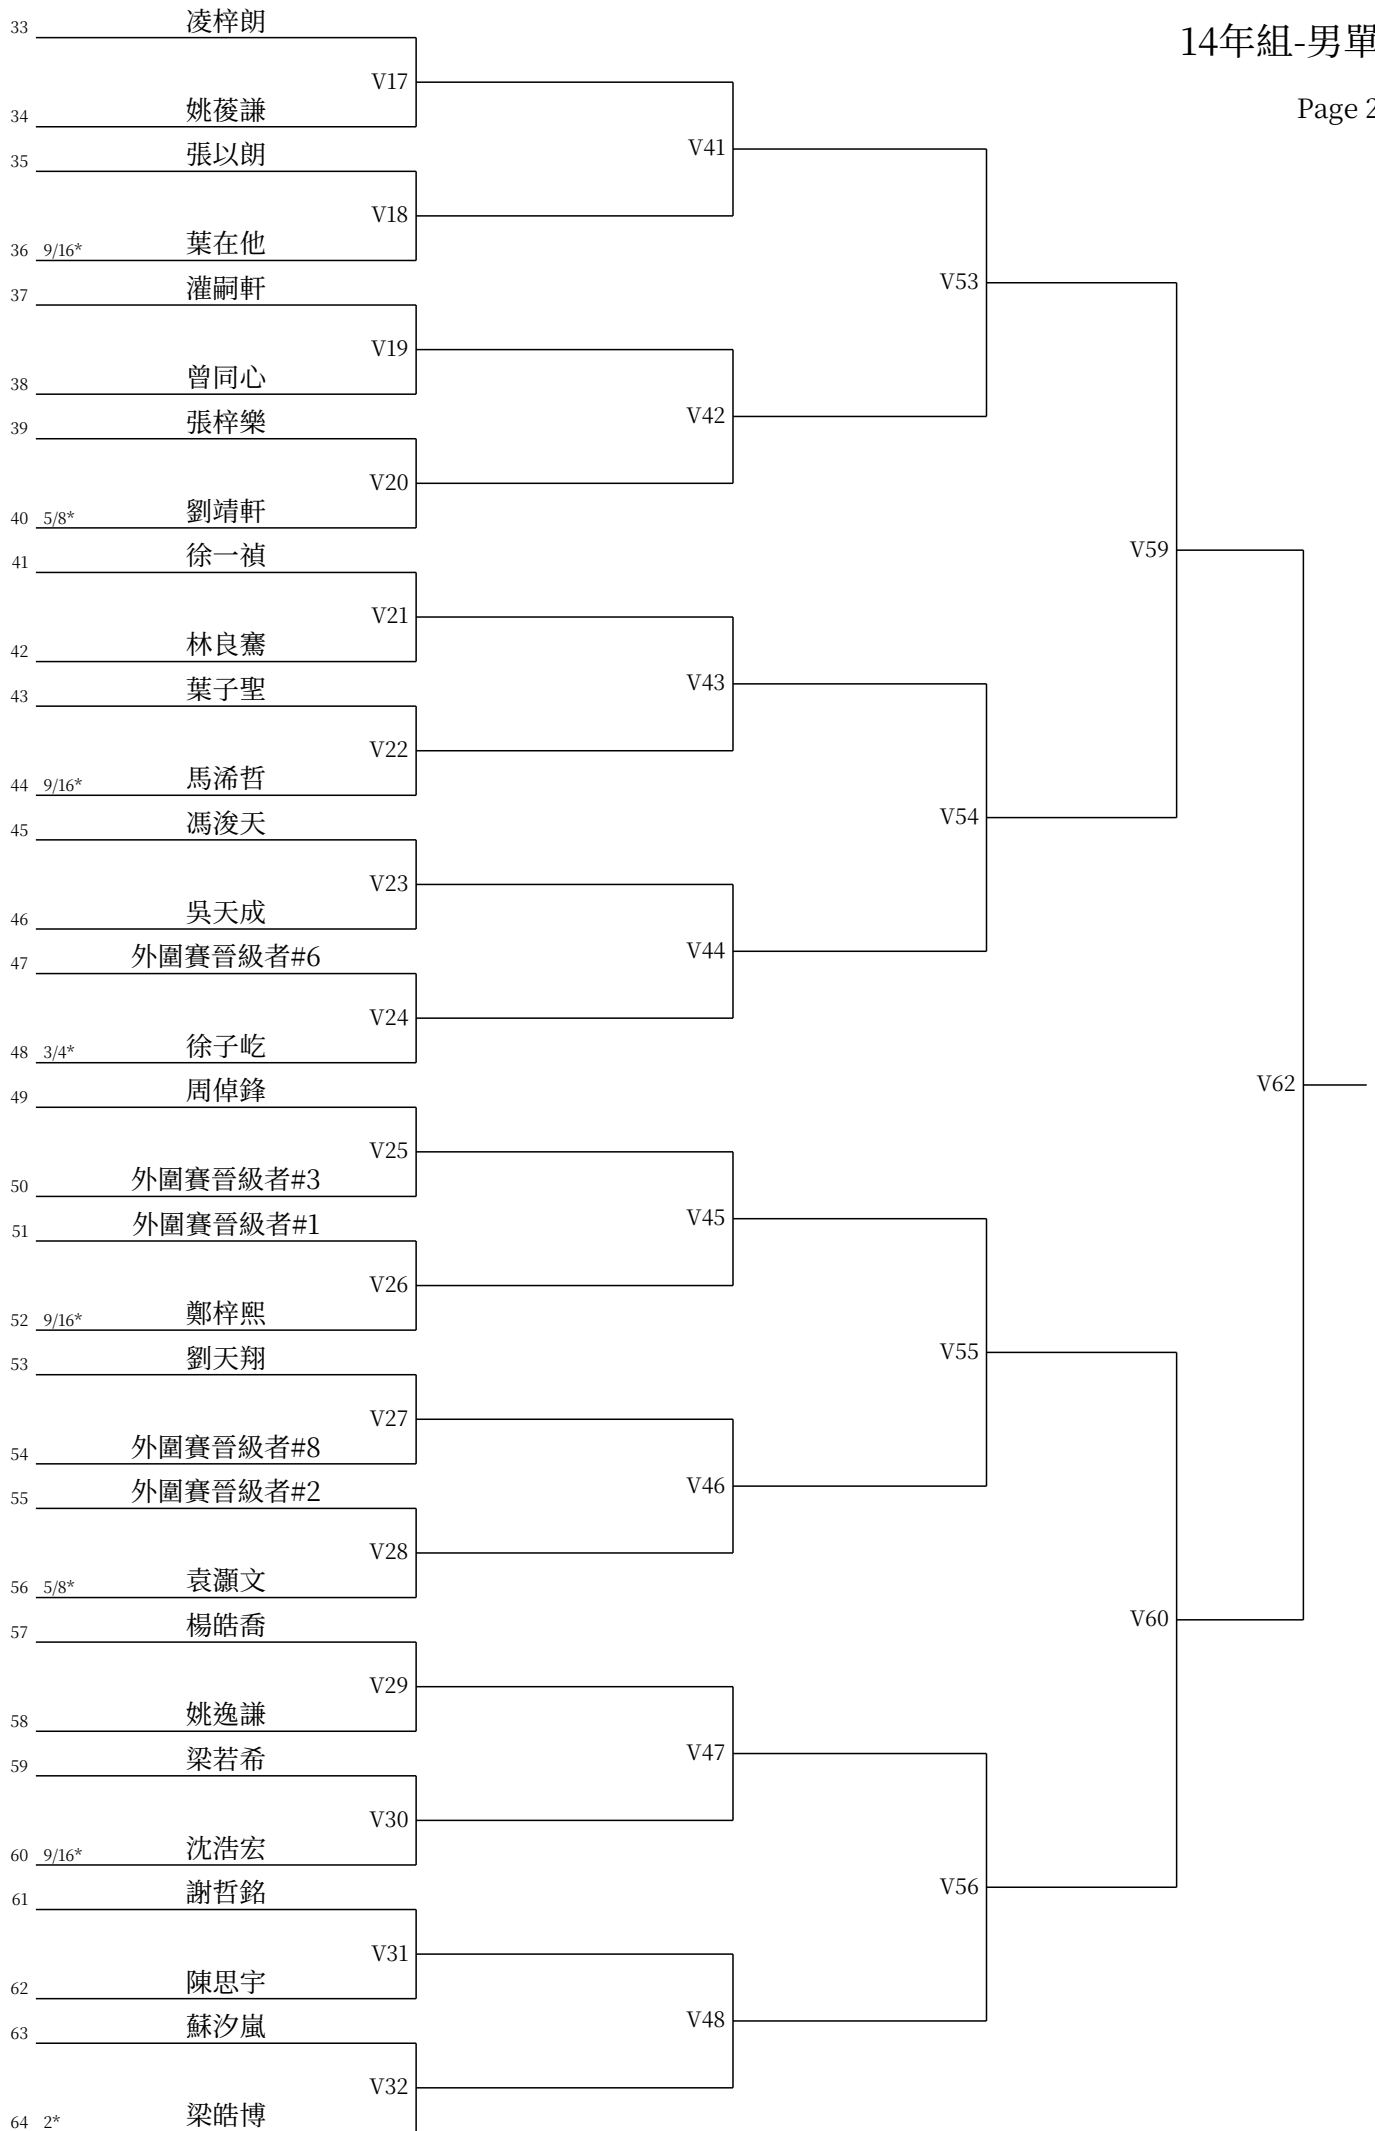 14年組-男單
Page 2
33 凌梓朗
V17
34 姚蓤謙
V41
35 張以朗
V18
36 9/16* 葉在他
V53
37 灌嗣軒
V19
38 曾同心
V42
39 張梓樂
V20
40 5/8* 劉靖軒
V59
41 徐一禎
V21
42 林良騫
V43
43 葉子聖
V22
44 9/16* 馬浠哲
V54
45 馮浚天
V23
46 吳天成
V44
47 外圍賽晉級者#6
V24
48 3/4* 徐子屹
V62
49 周倬鋒
V25
50 外圍賽晉級者#3
V45
51 外圍賽晉級者#1
V26
52 9/16* 鄭梓熙
V55
53 劉天翔
V27
54 外圍賽晉級者#8
V46
55 外圍賽晉級者#2
V28
56 5/8* 袁灝文
V60
57 楊皓喬
V29
58 姚逸謙
V47
59 梁若希
V30
60 9/16* 沈浩宏
V56
61 謝哲銘
V31
62 陳思宇
V48
63 蘇汐嵐
V32
64 2* 梁皓博